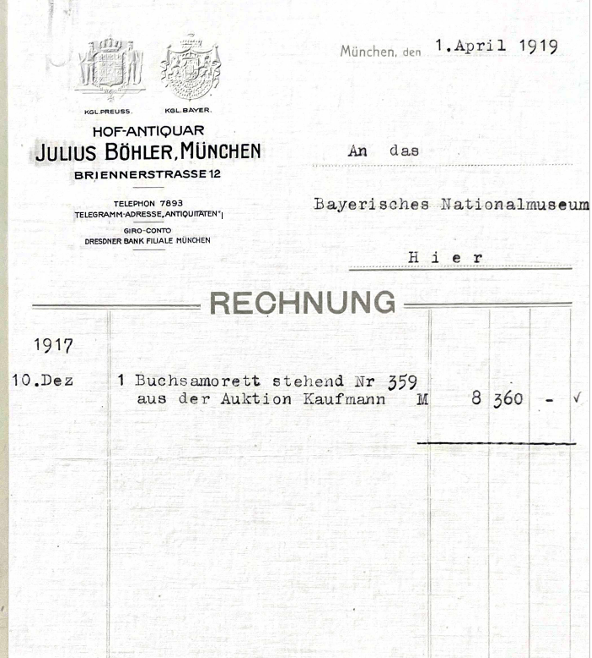 München, den 1.April 1919
KGL.PREUSS. KGL.BAYER.
HOF-ANTIQUAR
JULIUS BÖHLER, MÜNCHEN
BRIENNERSTRASSE 12
TELEPHON 7893
TELEGRAMM-ADRESSE „ANTIQUITÄTEN"
GIRO-CONTO
DRESDNER BANK FILIALE MÜNCHEN
An das
Bayerisches Nationalmuseum
Hier
RECHNUNG
1917
10.Dez 1 Buchsamorett stehend Nr 359
aus der Auktion Kaufmann M 8 360 - √